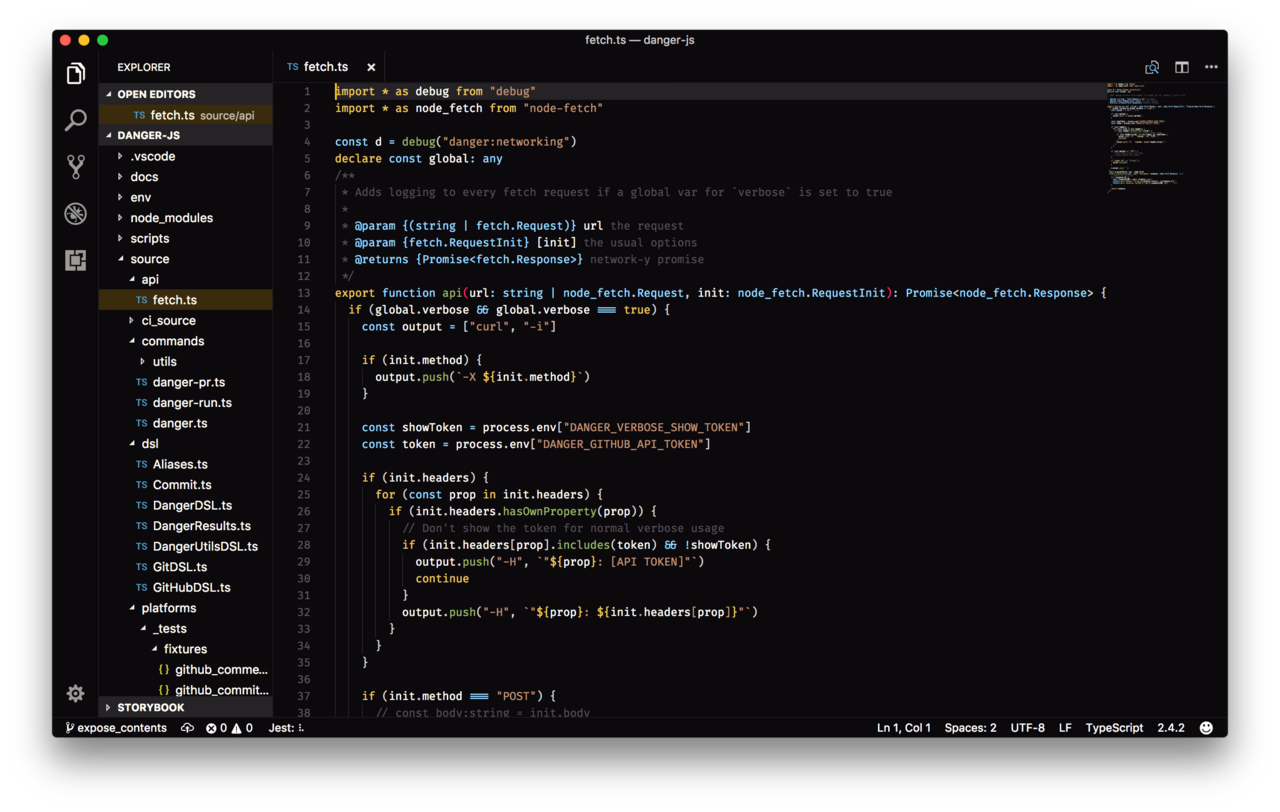 fetch.ts — danger-js
EXPLORER
OPEN EDITORS
TS fetch.ts source/api
DANGER-JS
.vscode
docs
env
node_modules
scripts
source
api
TS fetch.ts
ci_source
commands
utils
TS danger-pr.ts
TS danger-run.ts
TS danger.ts
dsl
TS Aliases.ts
TS Commit.ts
TS DangerDSL.ts
TS DangerResults.ts
TS DangerUtilsDSL.ts
TS GitDSL.ts
TS GitHubDSL.ts
platforms
_tests
fixtures
{} github_comme...
{} github_commit...
STORYBOOK
TS fetch.ts ×
1 import * as debug from "debug"
2 import * as node_fetch from "node-fetch"
3
4 const d = debug("danger:networking")
5 declare const global: any
6 /**
7 * Adds logging to every fetch request if a global var for `verbose` is set to true
8 *
9 * @param {(string | fetch.Request)} url the request
10 * @param {fetch.RequestInit} [init] the usual options
11 * @returns {Promise<fetch.Response>} network-y promise
12 */
13 export function api(url: string | node_fetch.Request, init: node_fetch.RequestInit): Promise<node_fetch.Response> {
14 if (global.verbose && global.verbose === true) {
15 const output = ["curl", "-i"]
16
17 if (init.method) {
18 output.push(`-X ${init.method}`)
19 }
20
21 const showToken = process.env["DANGER_VERBOSE_SHOW_TOKEN"]
22 const token = process.env["DANGER_GITHUB_API_TOKEN"]
23
24 if (init.headers) {
25 for (const prop in init.headers) {
26 if (init.headers.hasOwnProperty(prop)) {
27 // Don't show the token for normal verbose usage
28 if (init.headers[prop].includes(token) && !showToken) {
29 output.push("-H", `"${prop}: [API TOKEN]"`)
30 continue
31 }
32 output.push("-H", `"${prop}: ${init.headers[prop]}"`)
33 }
34 }
35 }
36
37 if (init.method === "POST") {
38 // const body:string = init.body
expose_contents 0 0 Jest: Ln 1, Col 1 Spaces: 2 UTF-8 LF TypeScript 2.4.2